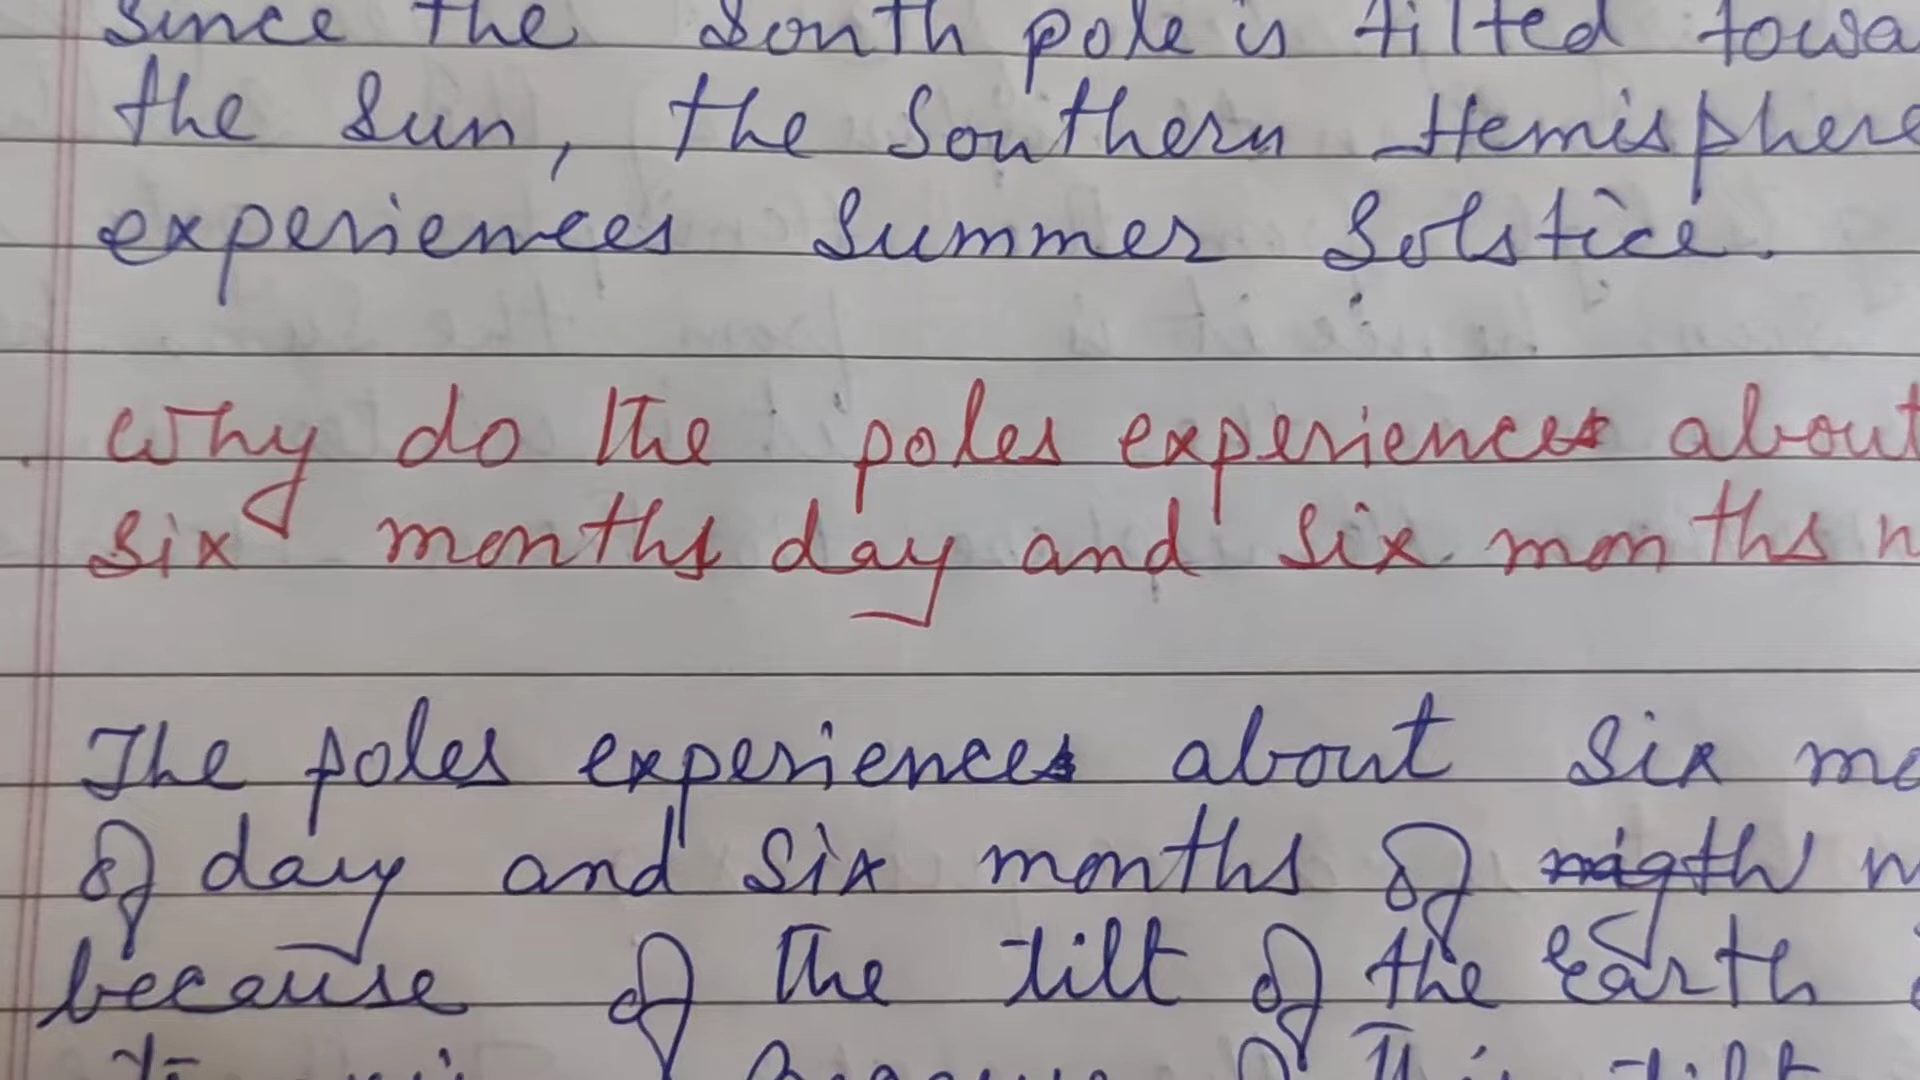 Since the South pole is tilted
the Sun, the Southern Hemisphere
experiences Summer Solstice.
Why do the poles experiences about
six months day and six months
The poles experiences about six
of day and six months of nigth
because of the tilt of the Earth